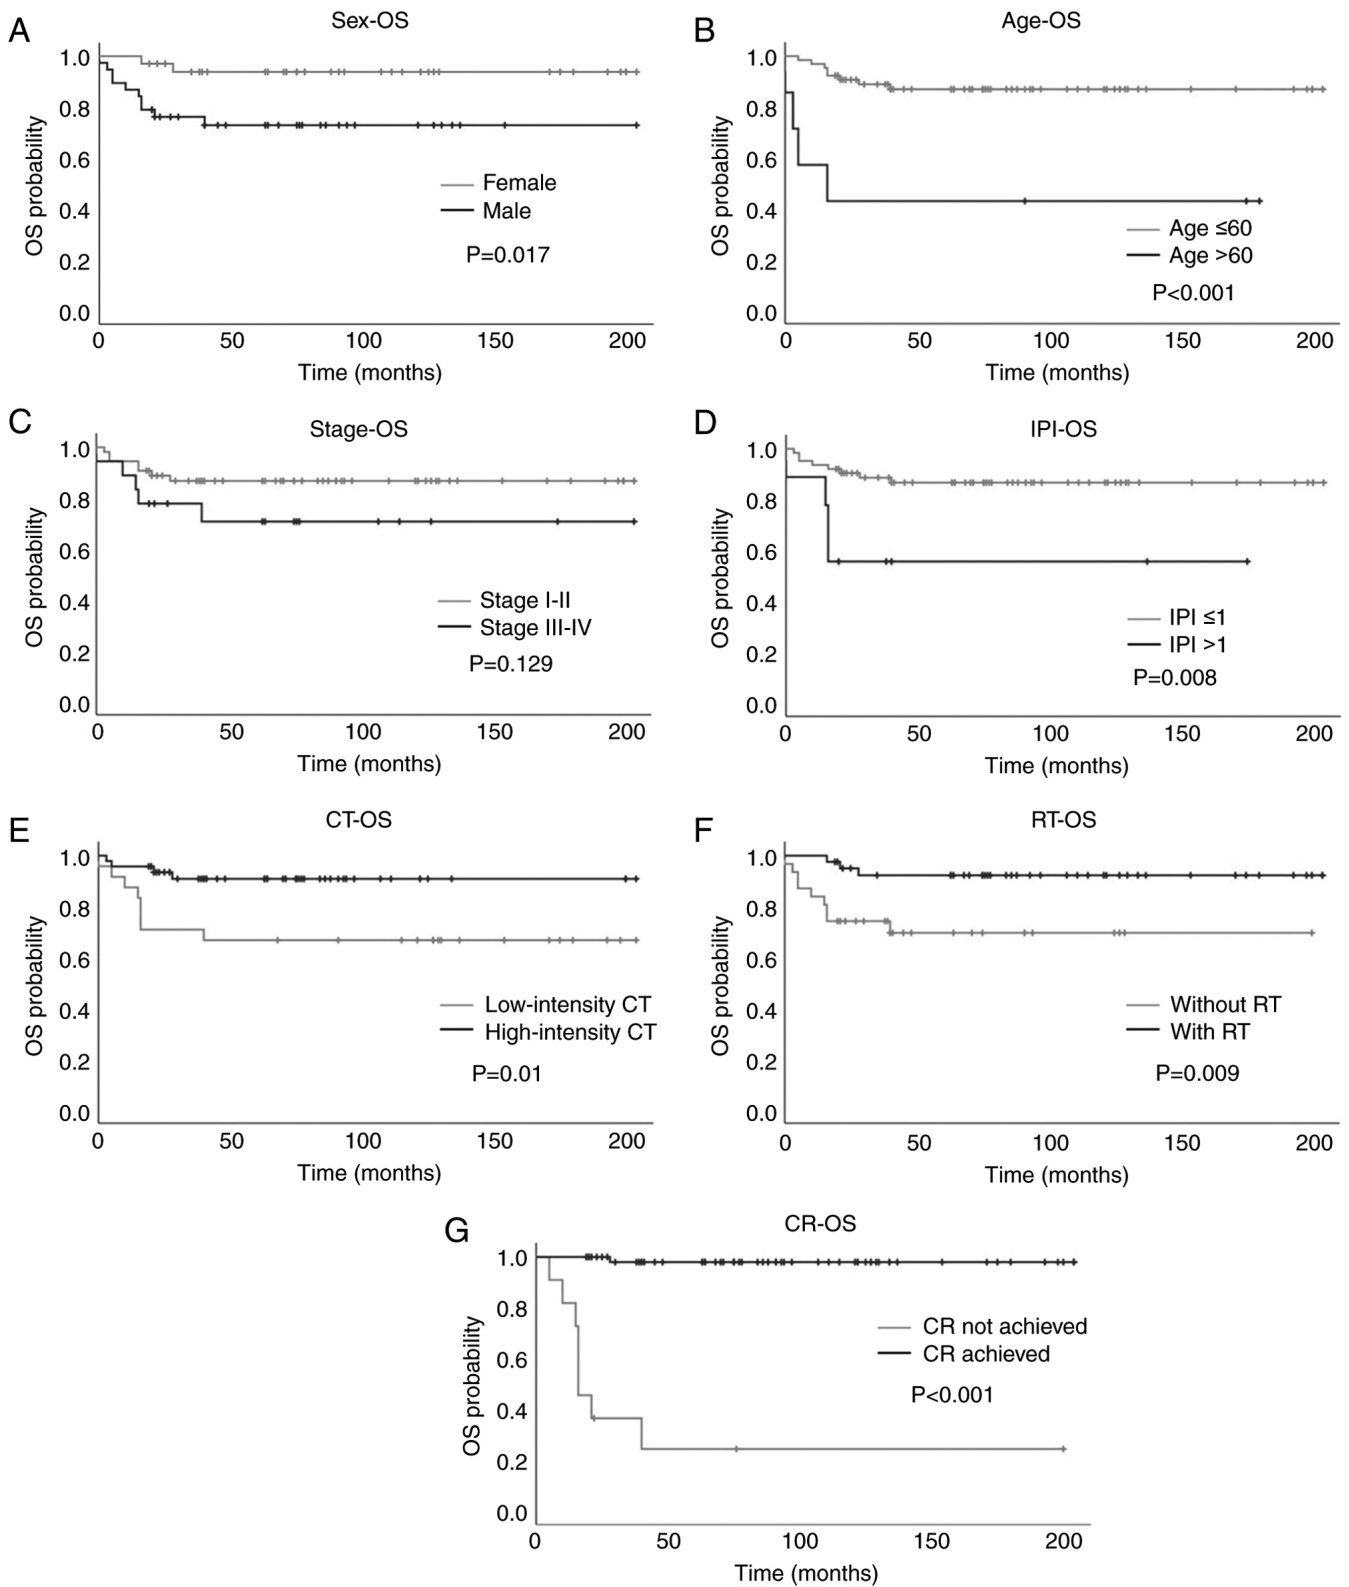 A
Sex-OS
OS probability
1.0
0.8
0.6
0.4
0.2
0.0
Female
Male
P=0.017
0 50 100 150 200
Time (months)
B
Age-OS
OS probability
1.0
0.8
0.6
0.4
0.2
0.0
Age ≤60
Age >60
P<0.001
0 50 100 150 200
Time (months)
C
Stage-OS
OS probability
1.0
0.8
0.6
0.4
0.2
0.0
Stage I-II
Stage III-IV
P=0.129
0 50 100 150 200
Time (months)
D
IPI-OS
OS probability
1.0
0.8
0.6
0.4
0.2
0.0
IPI ≤1
IPI >1
P=0.008
0 50 100 150 200
Time (months)
E
CT-OS
OS probability
1.0
0.8
0.6
0.4
0.2
0.0
Low-intensity CT
High-intensity CT
P=0.01
0 50 100 150 200
Time (months)
F
RT-OS
OS probability
1.0
0.8
0.6
0.4
0.2
0.0
Without RT
With RT
P=0.009
0 50 100 150 200
Time (months)
G
CR-OS
OS probability
1.0
0.8
0.6
0.4
0.2
0.0
CR not achieved
CR achieved
P<0.001
0 50 100 150 200
Time (months)